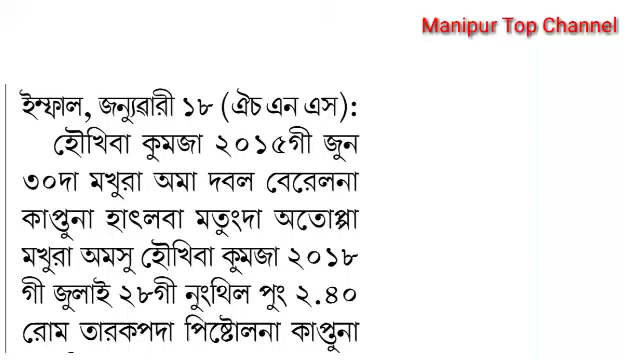 Manipur Top Channel
ইম্ফাল, জনুৱারী ১৮ (ঐচ এন এস):
হৌখিবা কুমজা ২০১৫গী জুন
৩০দা মখুরা অমা দবল বেরেলনা
কাপ্তুনা হাৎলবা মতুংদা অতোপ্পা
মখুরা অমসু হৌখিবা কুমজা ২০১৮
গী জুলাই ২৮গী নুংথিল পুং ২.৪০
রোম তারকপদা পিষ্টোলনা কাপ্তুনা